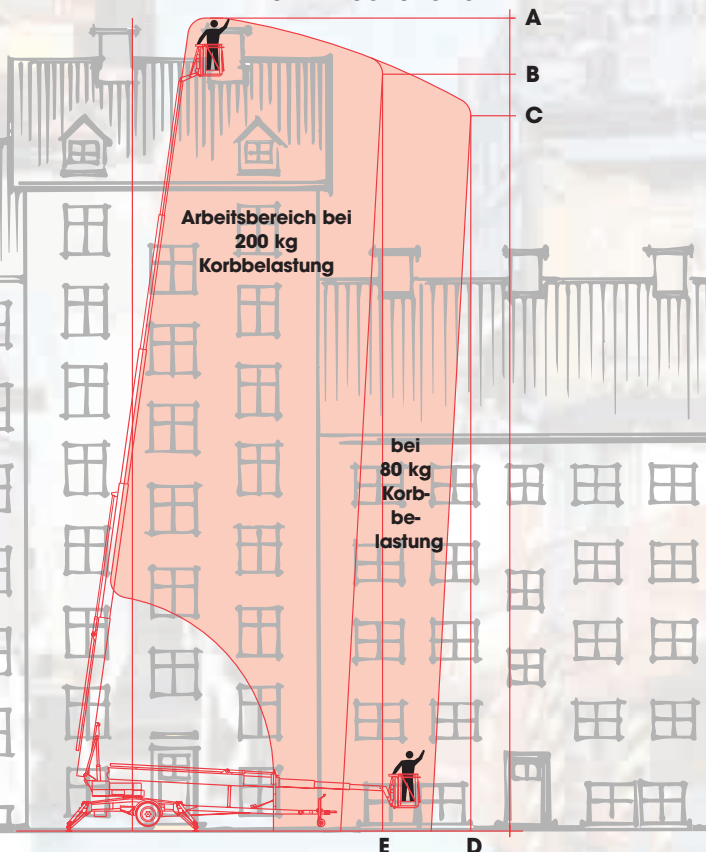 A
B
C
Arbeitsbereich bei
200 kg
Korbbelastung
bei
80 kg
Korb-
be-
lastung
E D